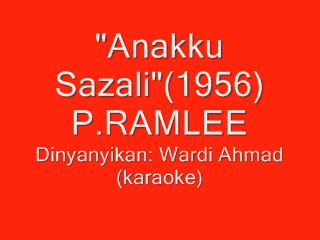 "Anakku
Sazali"(1956)
P.RAMLEE
Dinyanyikan: Wardi Ahmad
(karaoke)